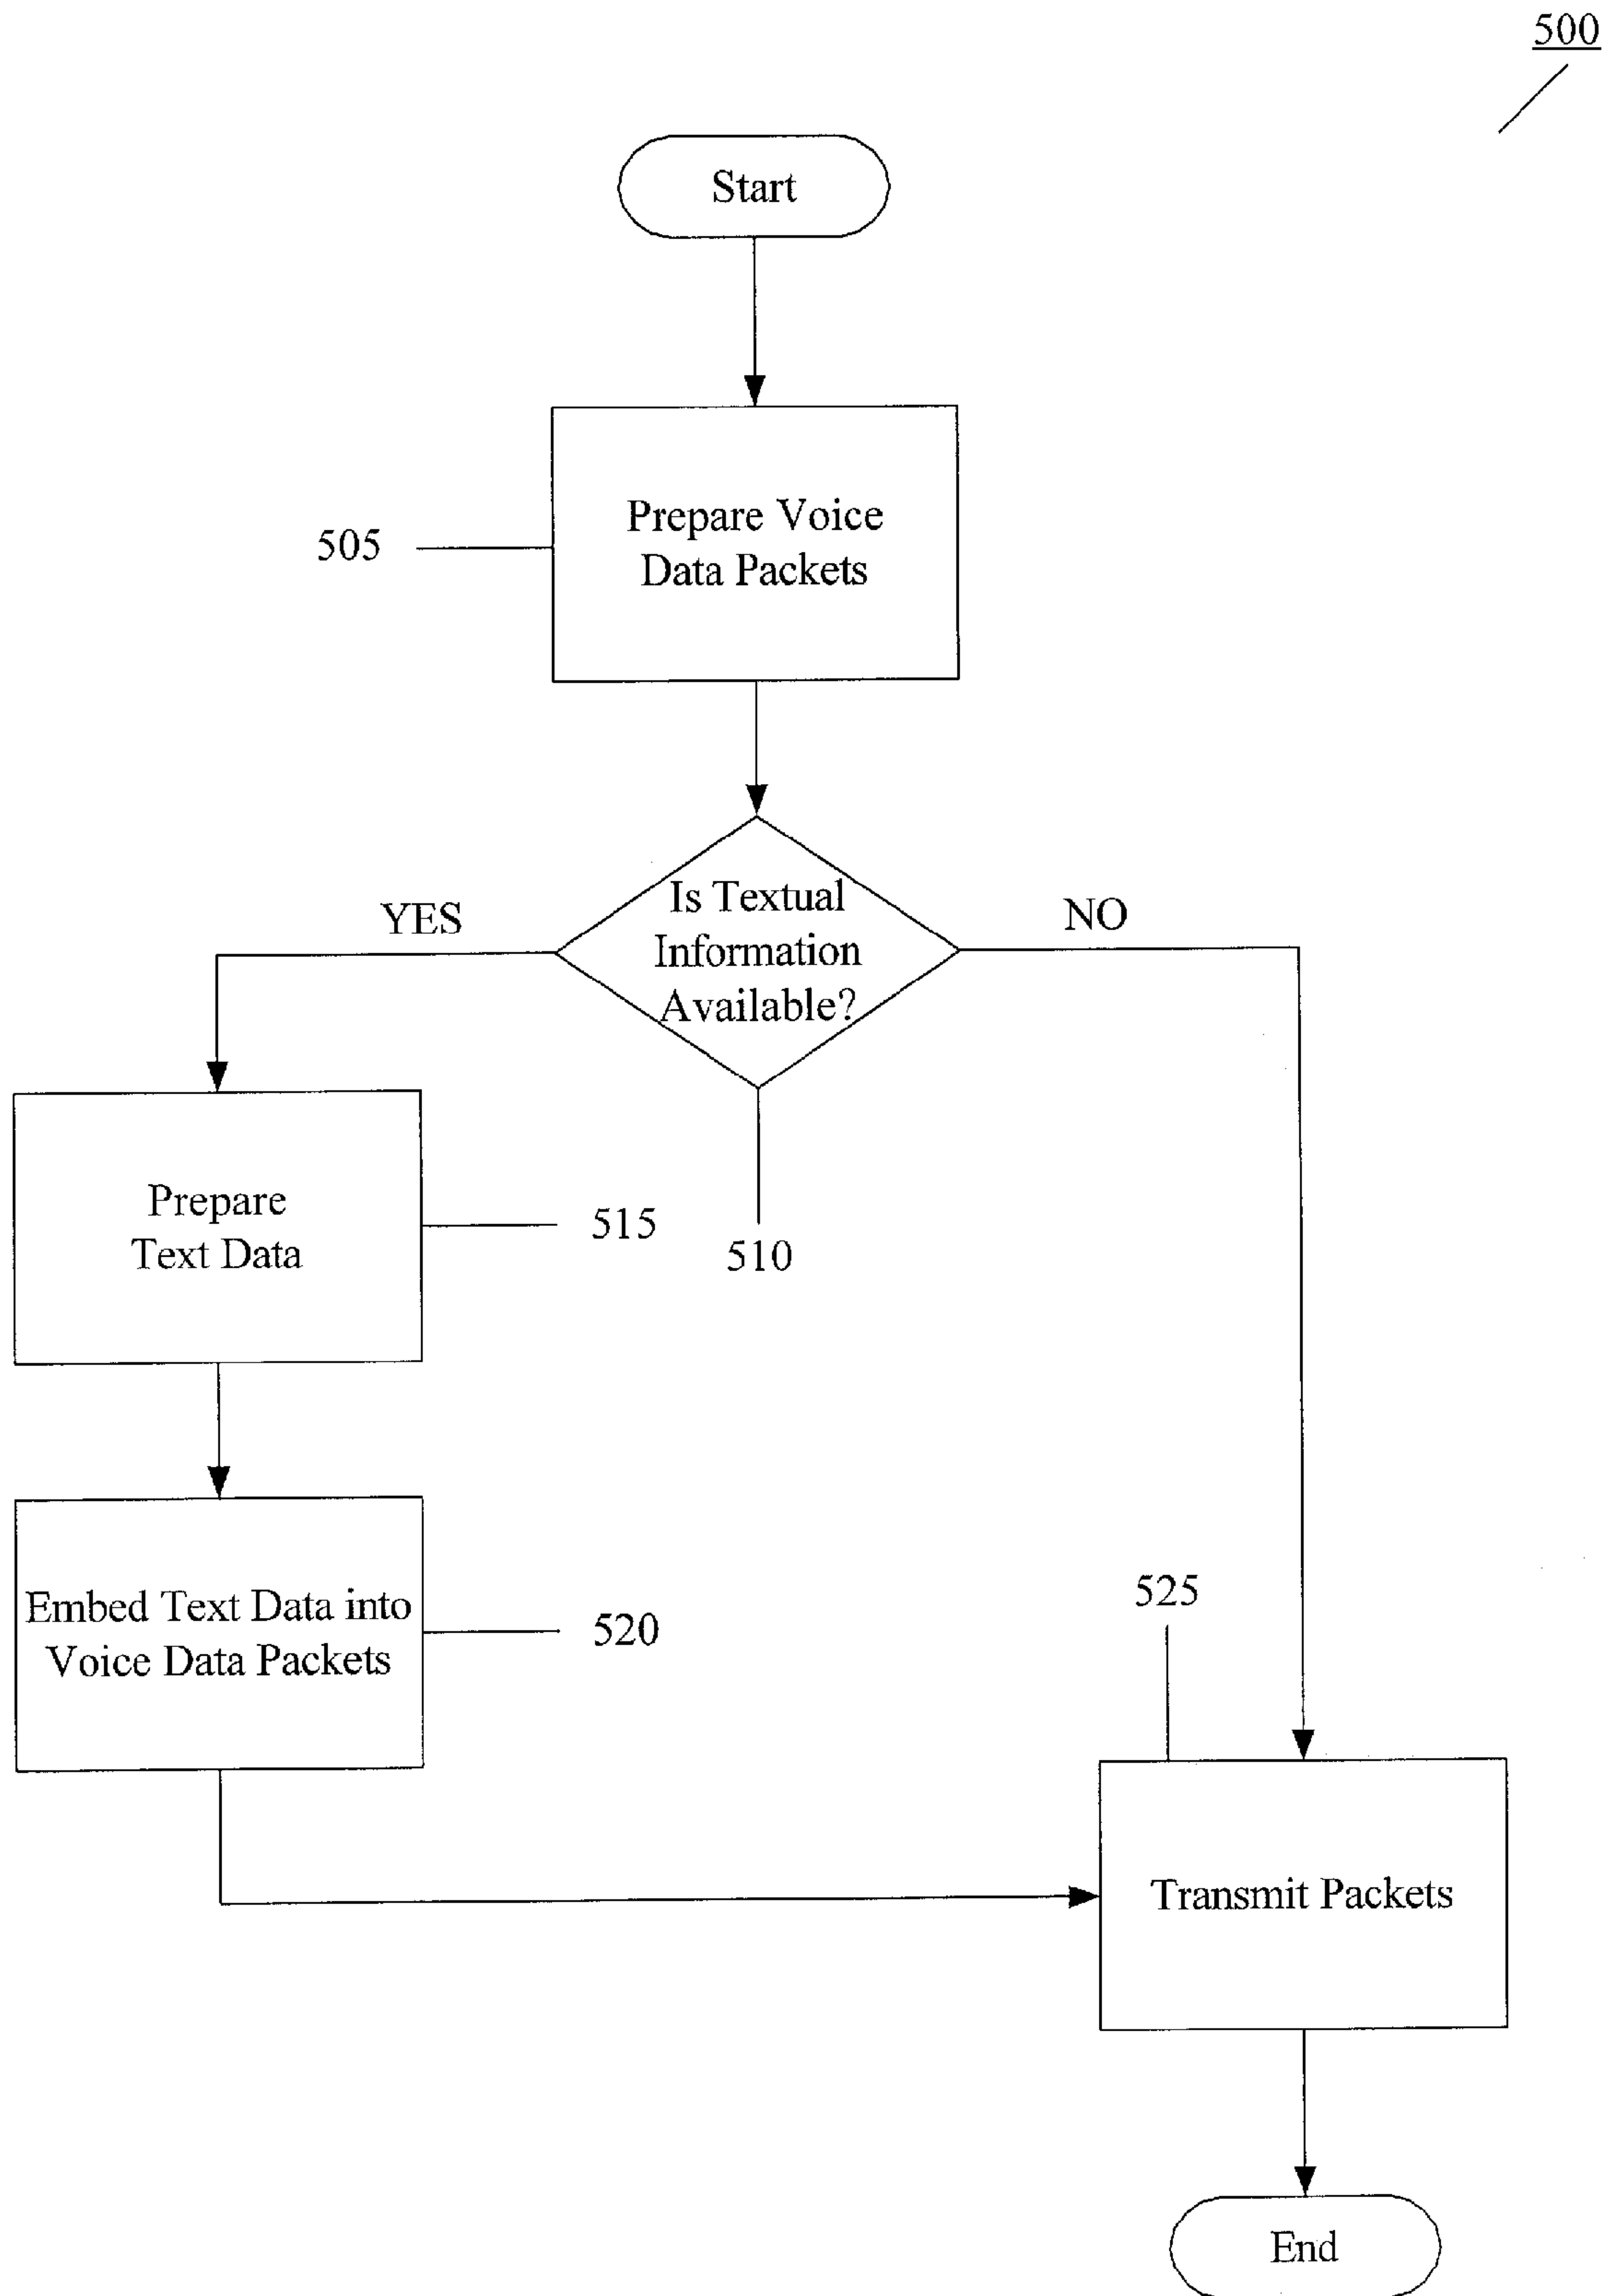 500
Start
Prepare Voice
Data Packets
505
Is Textual
Information
Available?
YES
NO
Prepare
Text Data
515
510
Embed Text Data into
Voice Data Packets
520
525
Transmit Packets
End